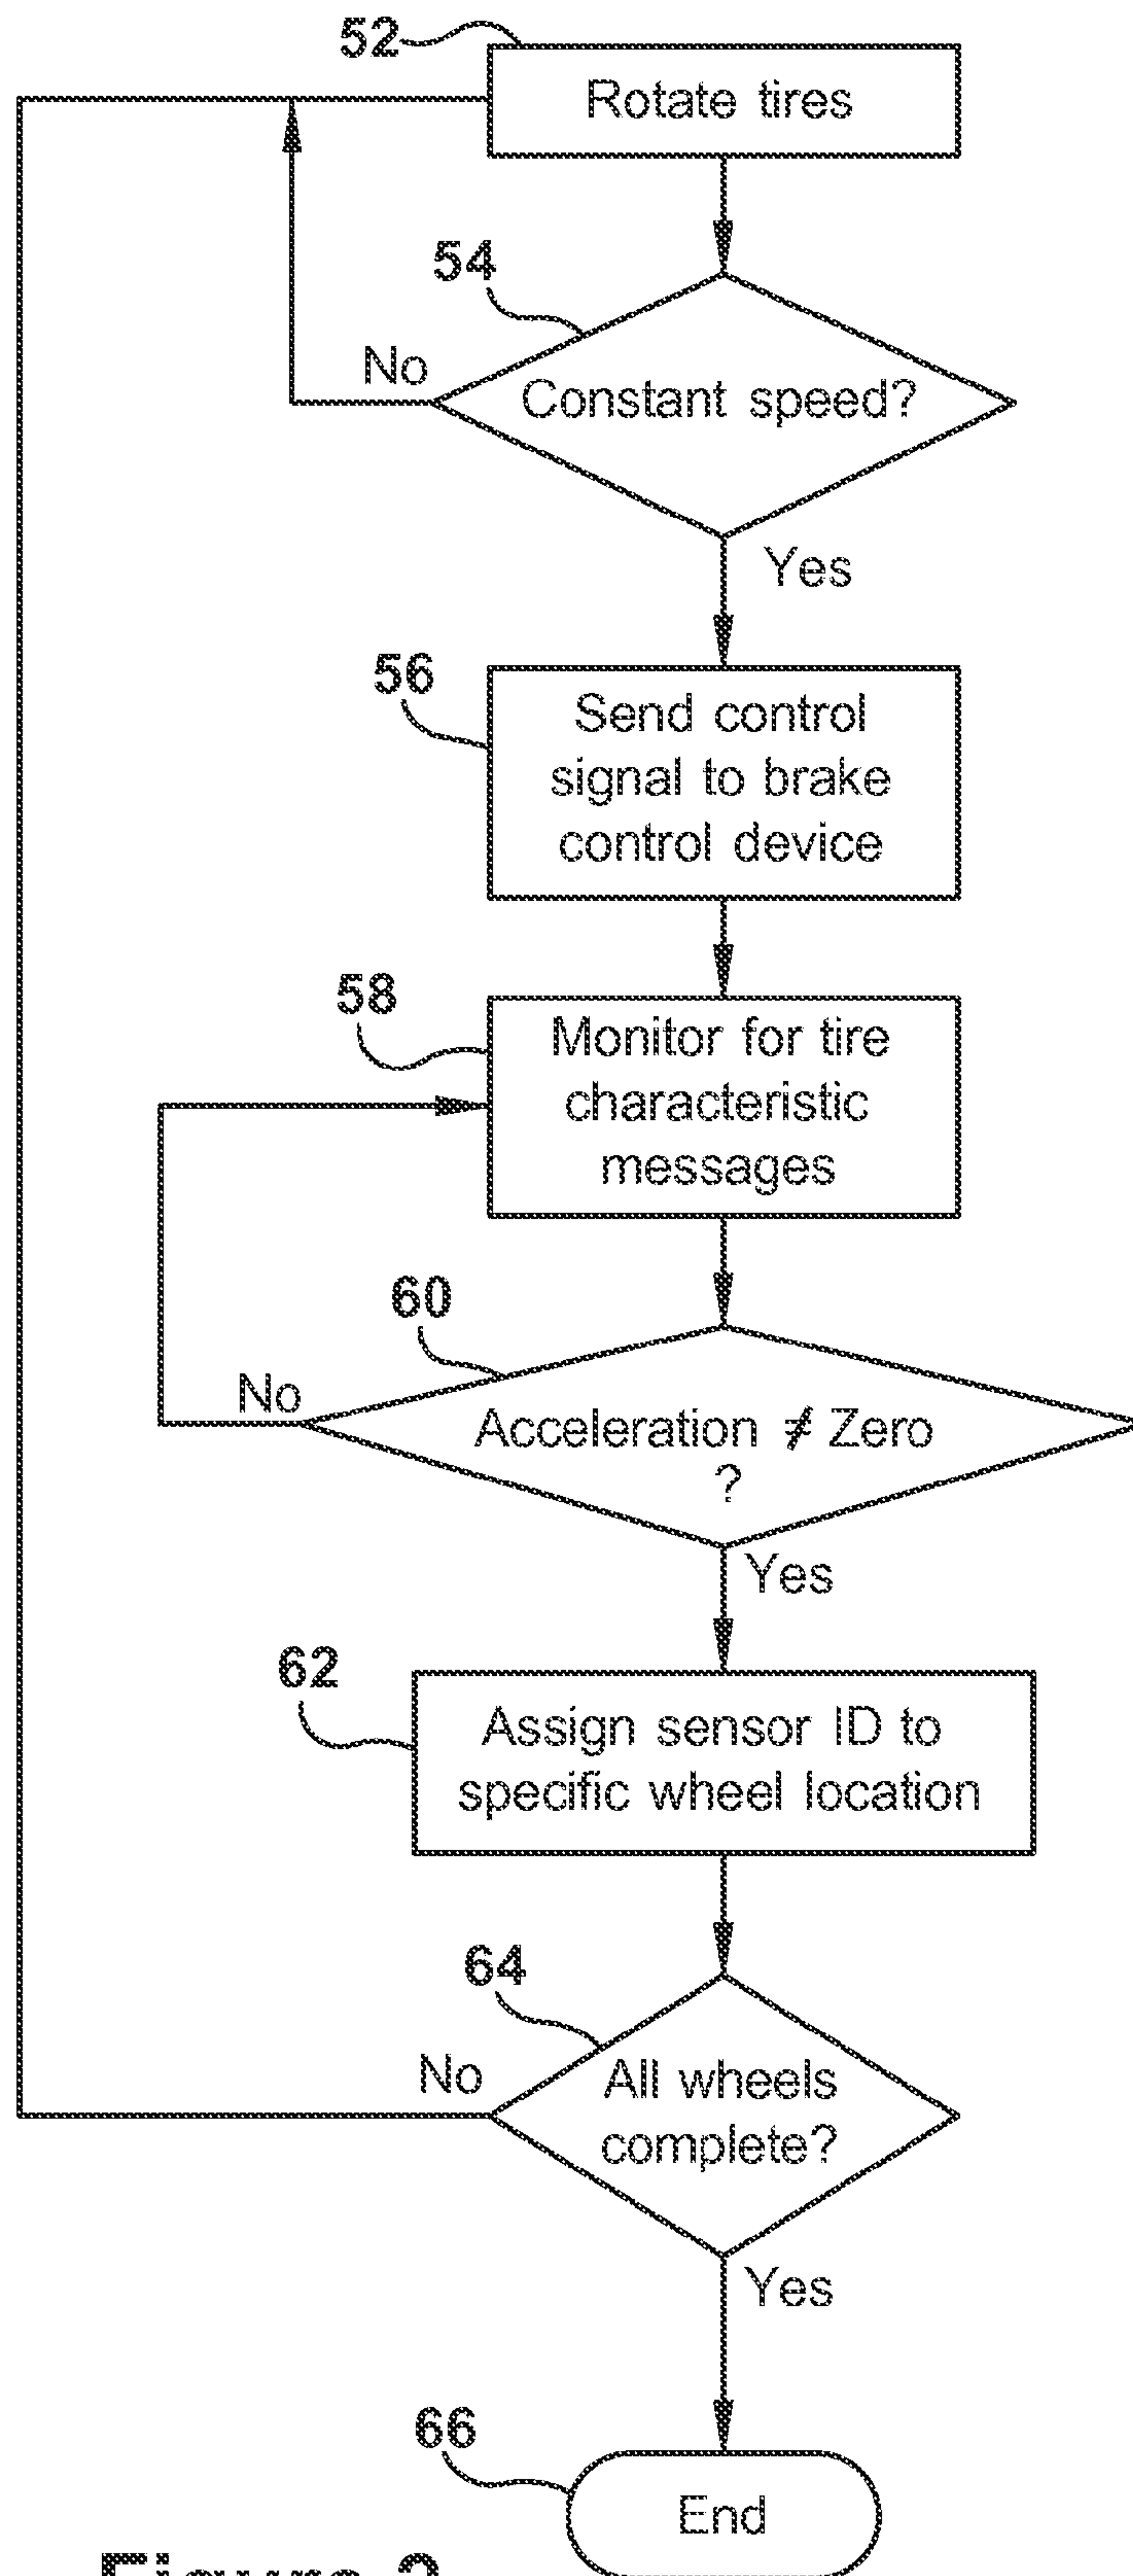 52
Rotate tires
54
No
Constant speed?
Yes
56
Send control
signal to brake
control device
58
Monitor for tire
characteristic
messages
60
No
Acceleration ≠ Zero
?
Yes
62
Assign sensor ID to
specific wheel location
64
No
All wheels
complete?
Yes
66
End